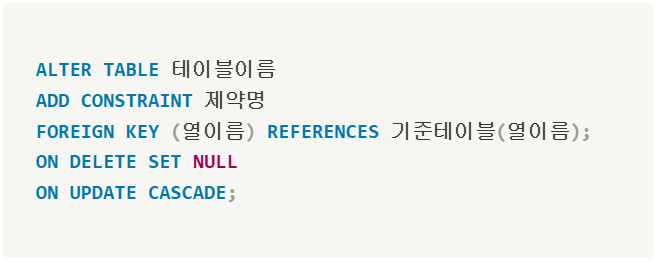 ALTER TABLE 테이블이름
ADD CONSTRAINT 제약명
FOREIGN KEY (열이름) REFERENCES 기준테이블(열이름);
ON DELETE SET NULL
ON UPDATE CASCADE;